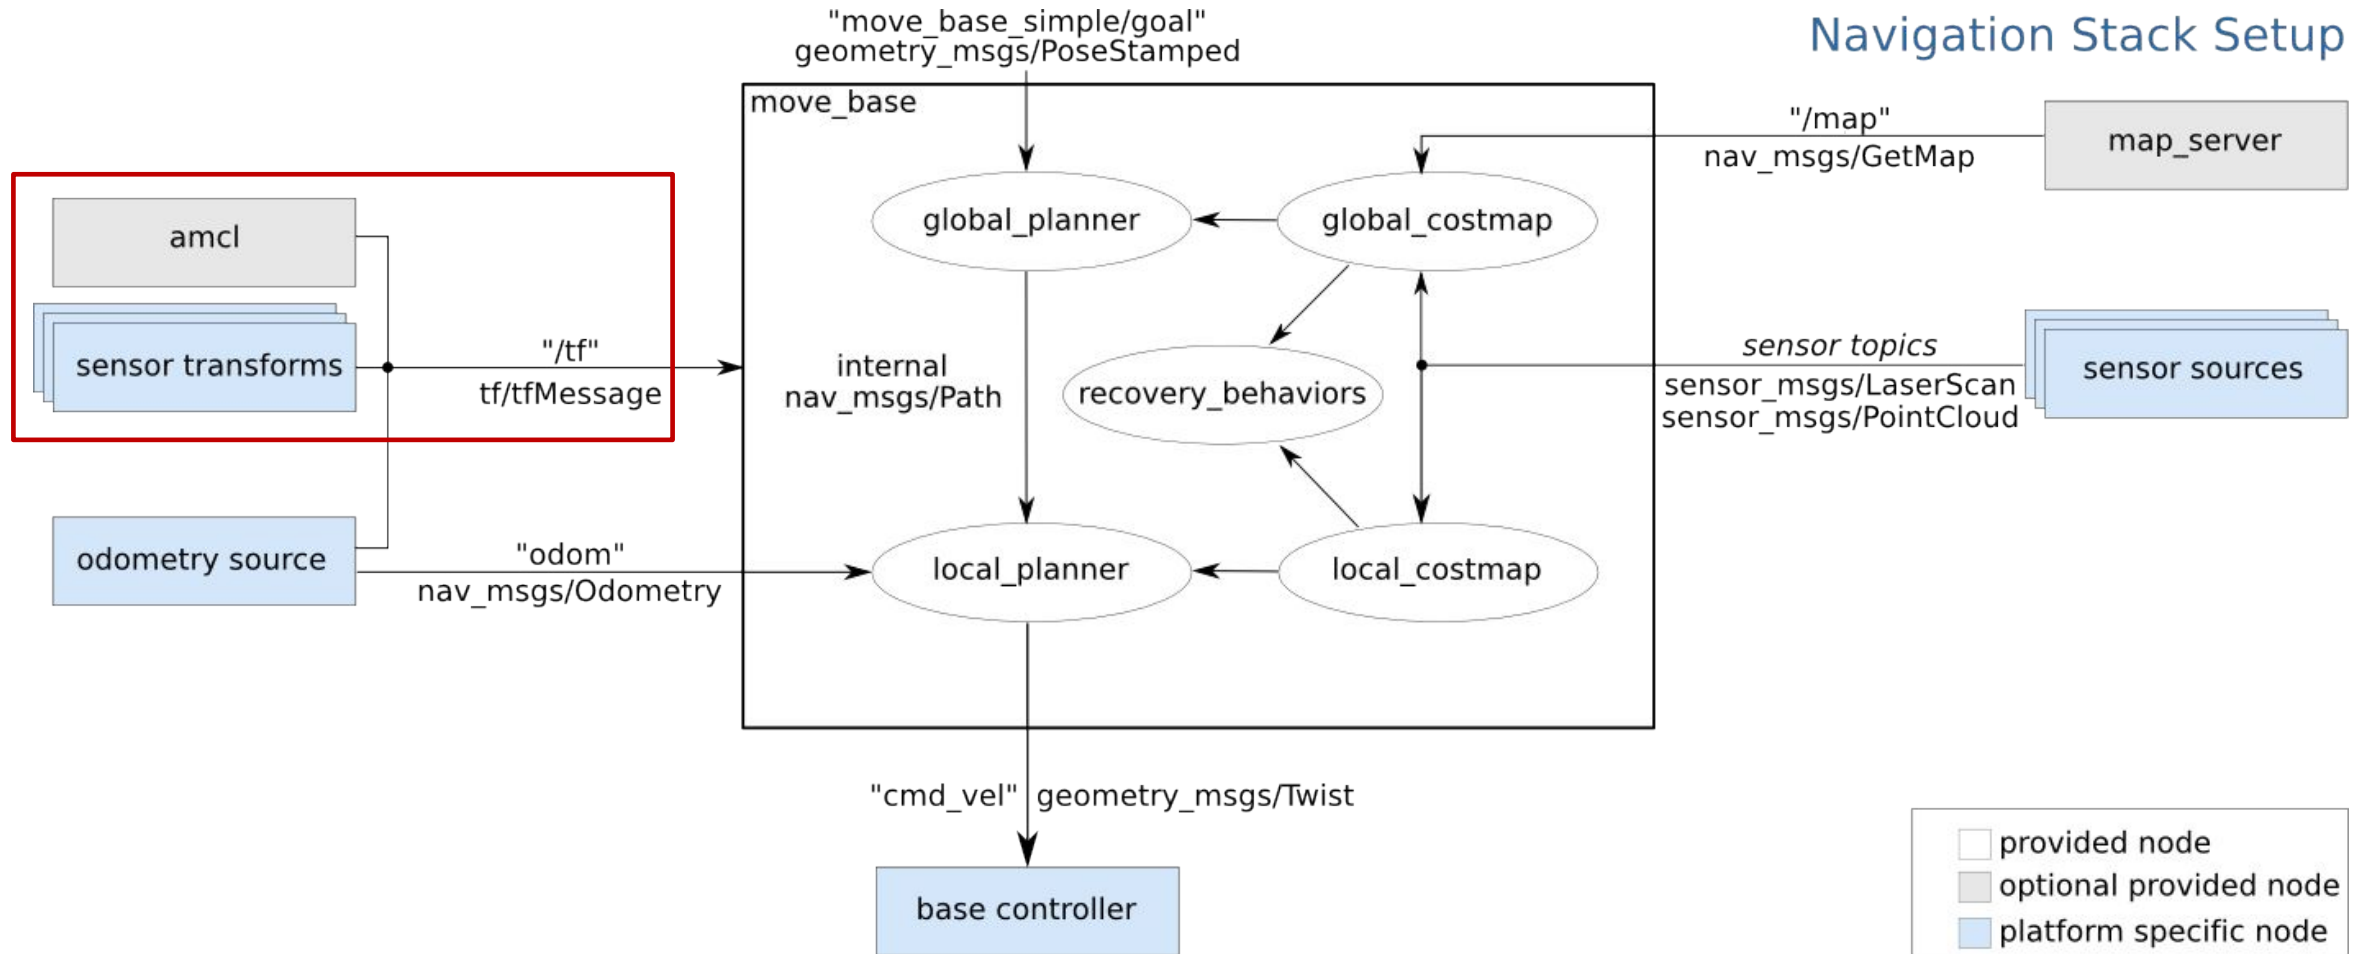 "move_base_simple/goal"
geometry_msgs/PoseStamped
Navigation Stack Setup
move_base
"/map"
nav_msgs/GetMap
map_server
amcl
global_planner
global_costmap
sensor transforms
"/tf"
tf/tfMessage
internal
nav_msgs/Path
recovery_behaviors
sensor topics
sensor_msgs/LaserScan
sensor_msgs/PointCloud
sensor sources
odometry source
"odom"
nav_msgs/Odometry
local_planner
local_costmap
"cmd_vel" geometry_msgs/Twist
base controller
provided node
optional provided node
platform specific node